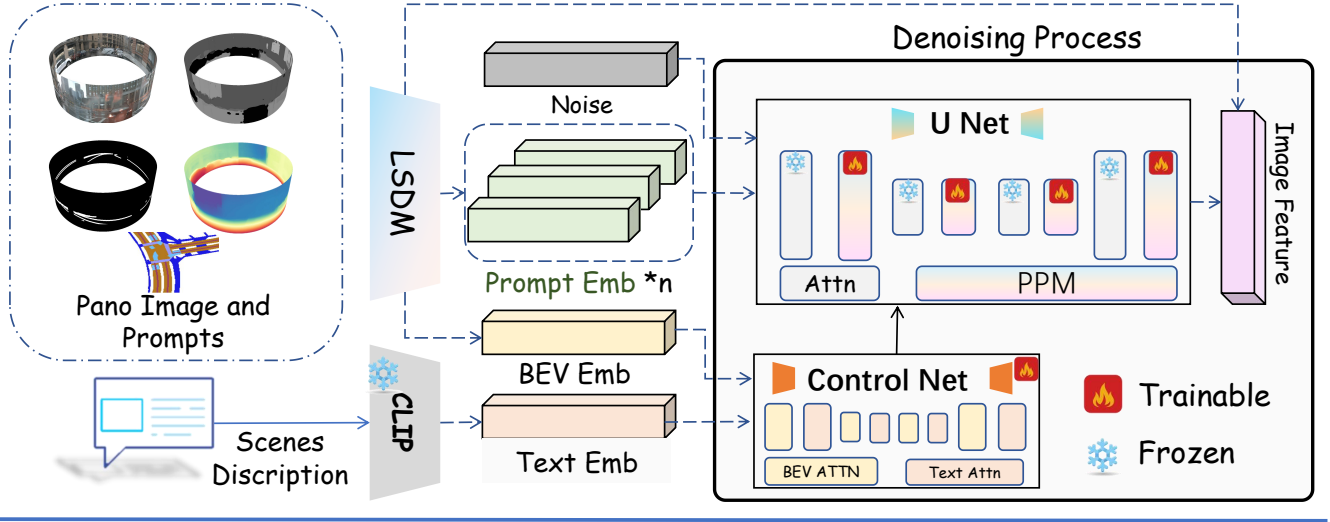 Denoising Process
Noise
U Net
LSDM
Image Feature
Prompt Emb *n
Attn
PPM
Pano Image and
Prompts
BEV Emb
Control Net
Trainable
CLIP
Scenes
Discription
Text Emb
BEV ATTN
Text Attn
Frozen